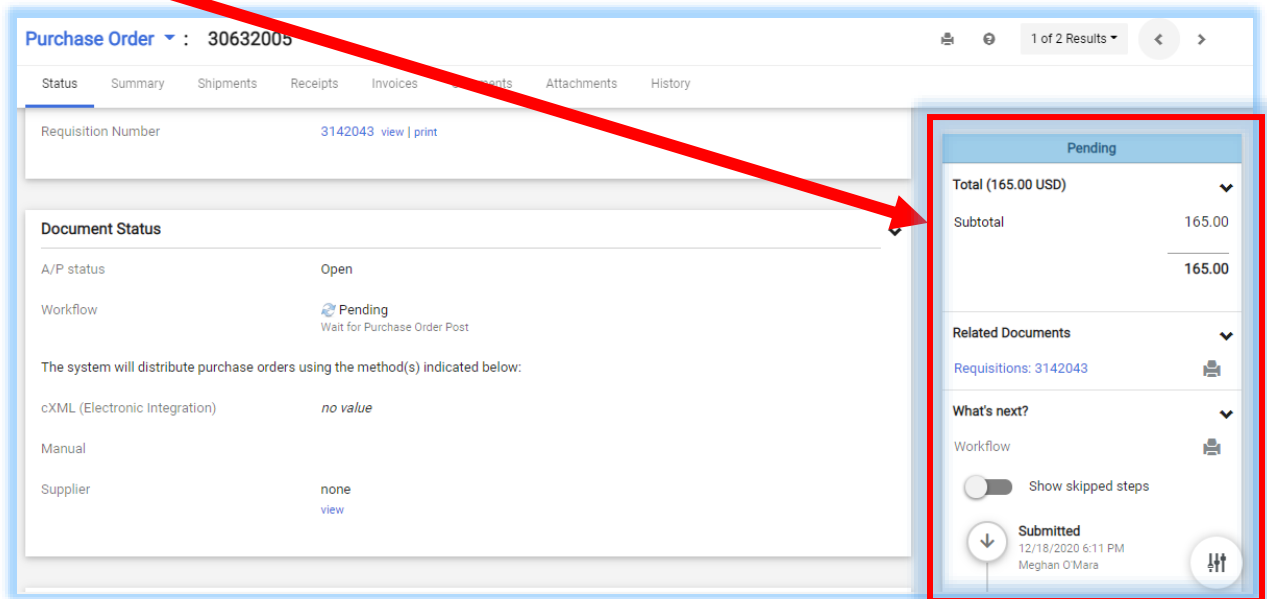 Purchase Order : 30632005
1 of 2 Results
Status Summary Shipments Receipts Invoices Attachments History
Requisition Number 3142043 view | print
Document Status
A/P status Open
Workflow Pending
Wait for Purchase Order Post
The system will distribute purchase orders using the method(s) indicated below:
cXML (Electronic Integration) no value
Manual
Supplier none
view
Pending
Total (165.00 USD)
Subtotal 165.00
165.00
Related Documents
Requisitions: 3142043
What's next?
Workflow
Show skipped steps
Submitted
12/18/2020 6:11 PM
Meghan O'Mara